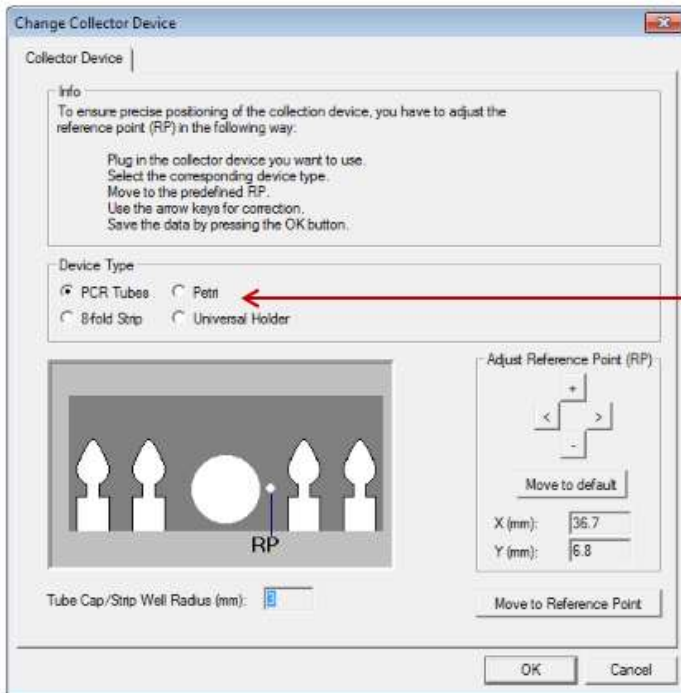 Change Collector Device
Collector Device
Info
To ensure precise positioning of the collection device, you have to adjust the
reference point (RP) in the following way:
Plug in the collector device you want to use.
Select the corresponding device type.
Move to the predefined RP.
Use the arrow keys for correction.
Save the data by pressing the OK button.
Device Type
PCR Tubes
Petri
8-fold Strip
Universal Holder
RP
Adjust Reference Point (RP)
+
< >
-
Move to default
X (mm): 36.7
Y (mm): 6.8
Tube Cap/Strip Well Radius (mm): 3
Move to Reference Point
OK
Cancel